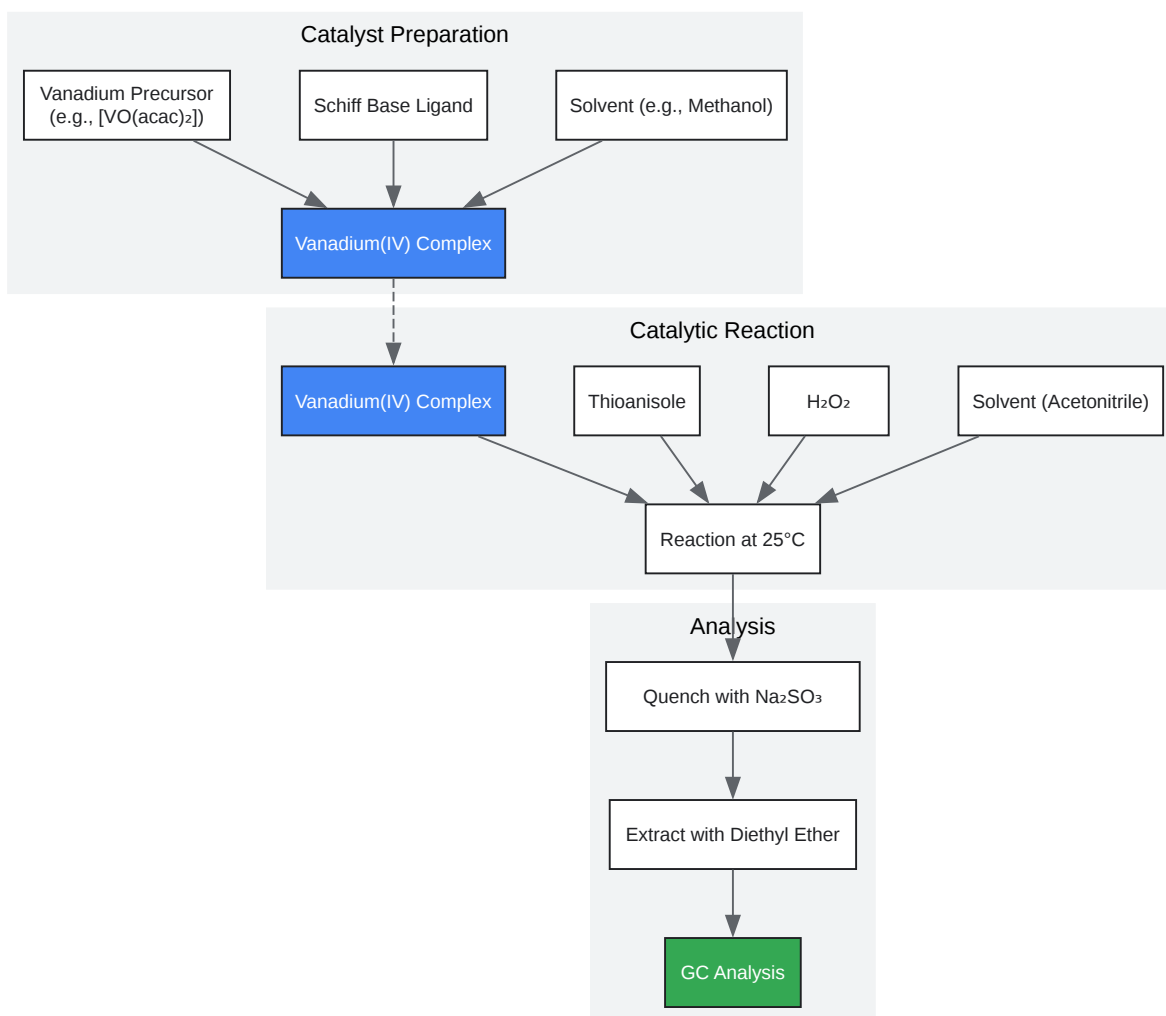 Catalyst Preparation
Vanadium Precursor
(e.g., [VO(acac)₂])
Schiff Base Ligand
Solvent (e.g., Methanol)
Vanadium(IV) Complex
Catalytic Reaction
Vanadium(IV) Complex
Thioanisole
H₂O₂
Solvent (Acetonitrile)
Reaction at 25°C
Analysis
Quench with Na₂SO₃
Extract with Diethyl Ether
GC Analysis